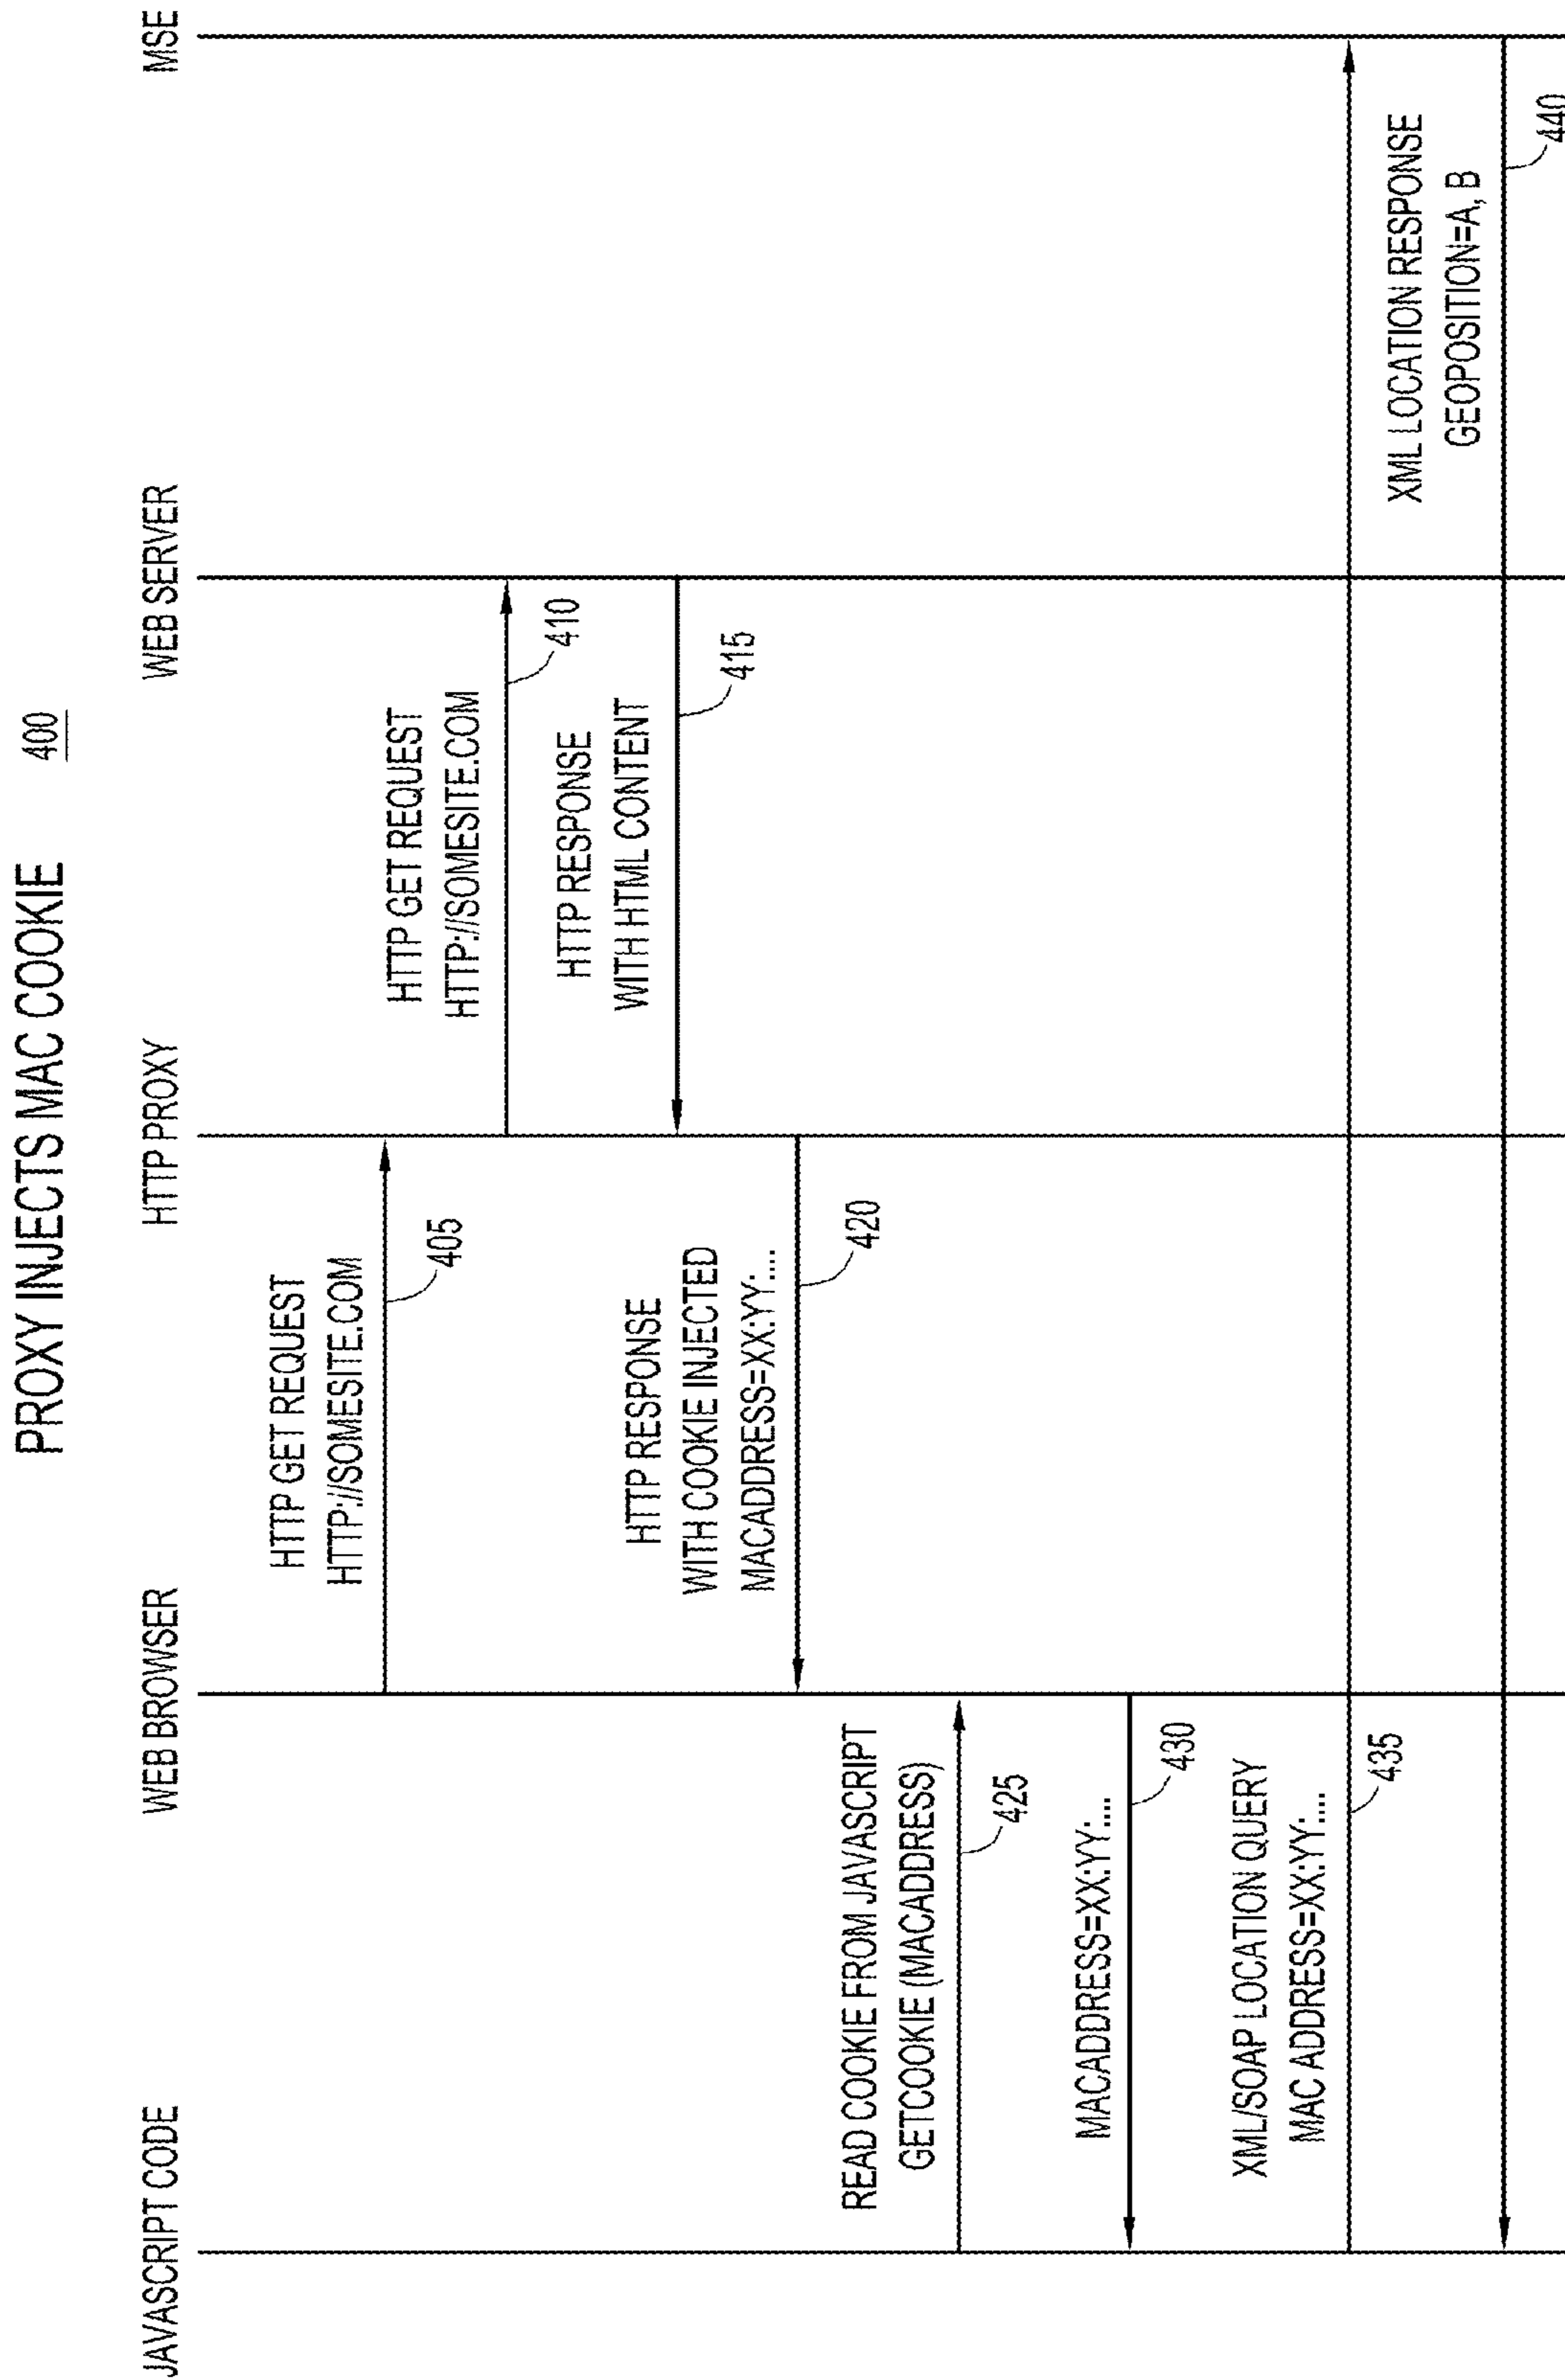 PROXY INJECTS MAC COOKIE 400
JAVASCRIPT CODE
WEB BROWSER
HTTP PROXY
WEB SERVER
MSE
HTTP GET REQUEST
HTTP://SOMESITE.COM
405
HTTP GET REQUEST
HTTP://SOMESITE.COM
410
HTTP RESPONSE
WITH HTML CONTENT
415
HTTP RESPONSE
WITH COOKIE INJECTED
MACADDRESS=XX:YY:....
420
READ COOKIE FROM JAVASCRIPT
GETCOOKIE (MACADDRESS)
425
MACADDRESS=XX:YY:....
430
XML/SOAP LOCATION QUERY
MAC ADDRESS=XX:YY:....
435
XML LOCATION RESPONSE
GEOPOSITION=A, B
440